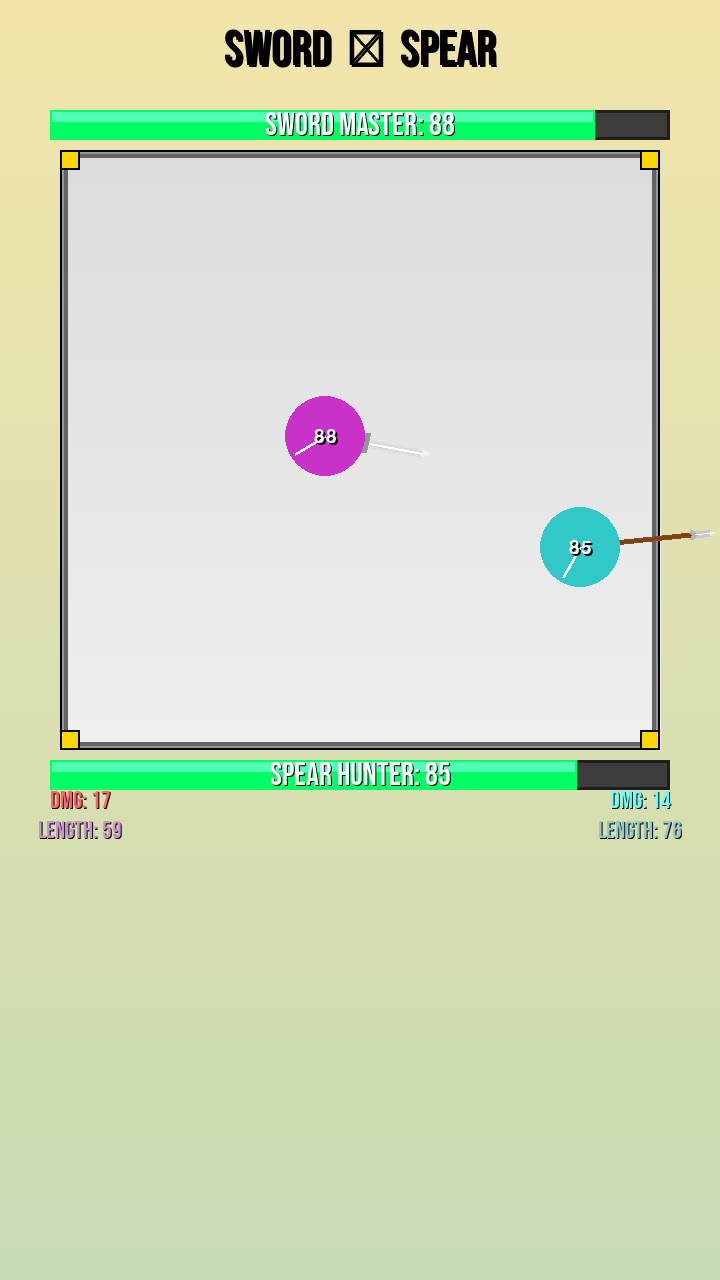 SWORD SPEAR
SWORD MASTER: 88
88
85
SPEAR HUNTER: 85
DMG: 17
DMG: 14
LENGTH: 59
LENGTH: 76